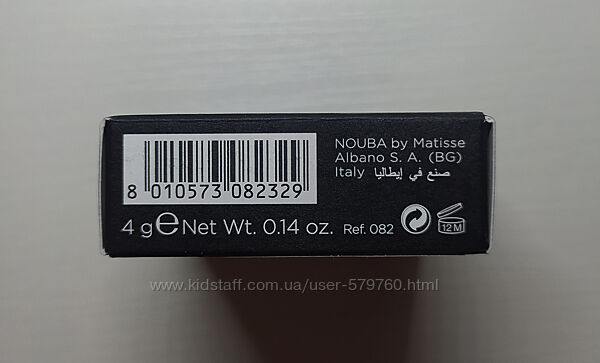 8 010573 082329
NOUBA by Matisse
Albano S. A. (BG)
Italy صنع في إيطاليا
4 g e Net Wt. 0.14 oz. Ref. 082
12 M
www.kidstaff.com.ua/user-579760.html